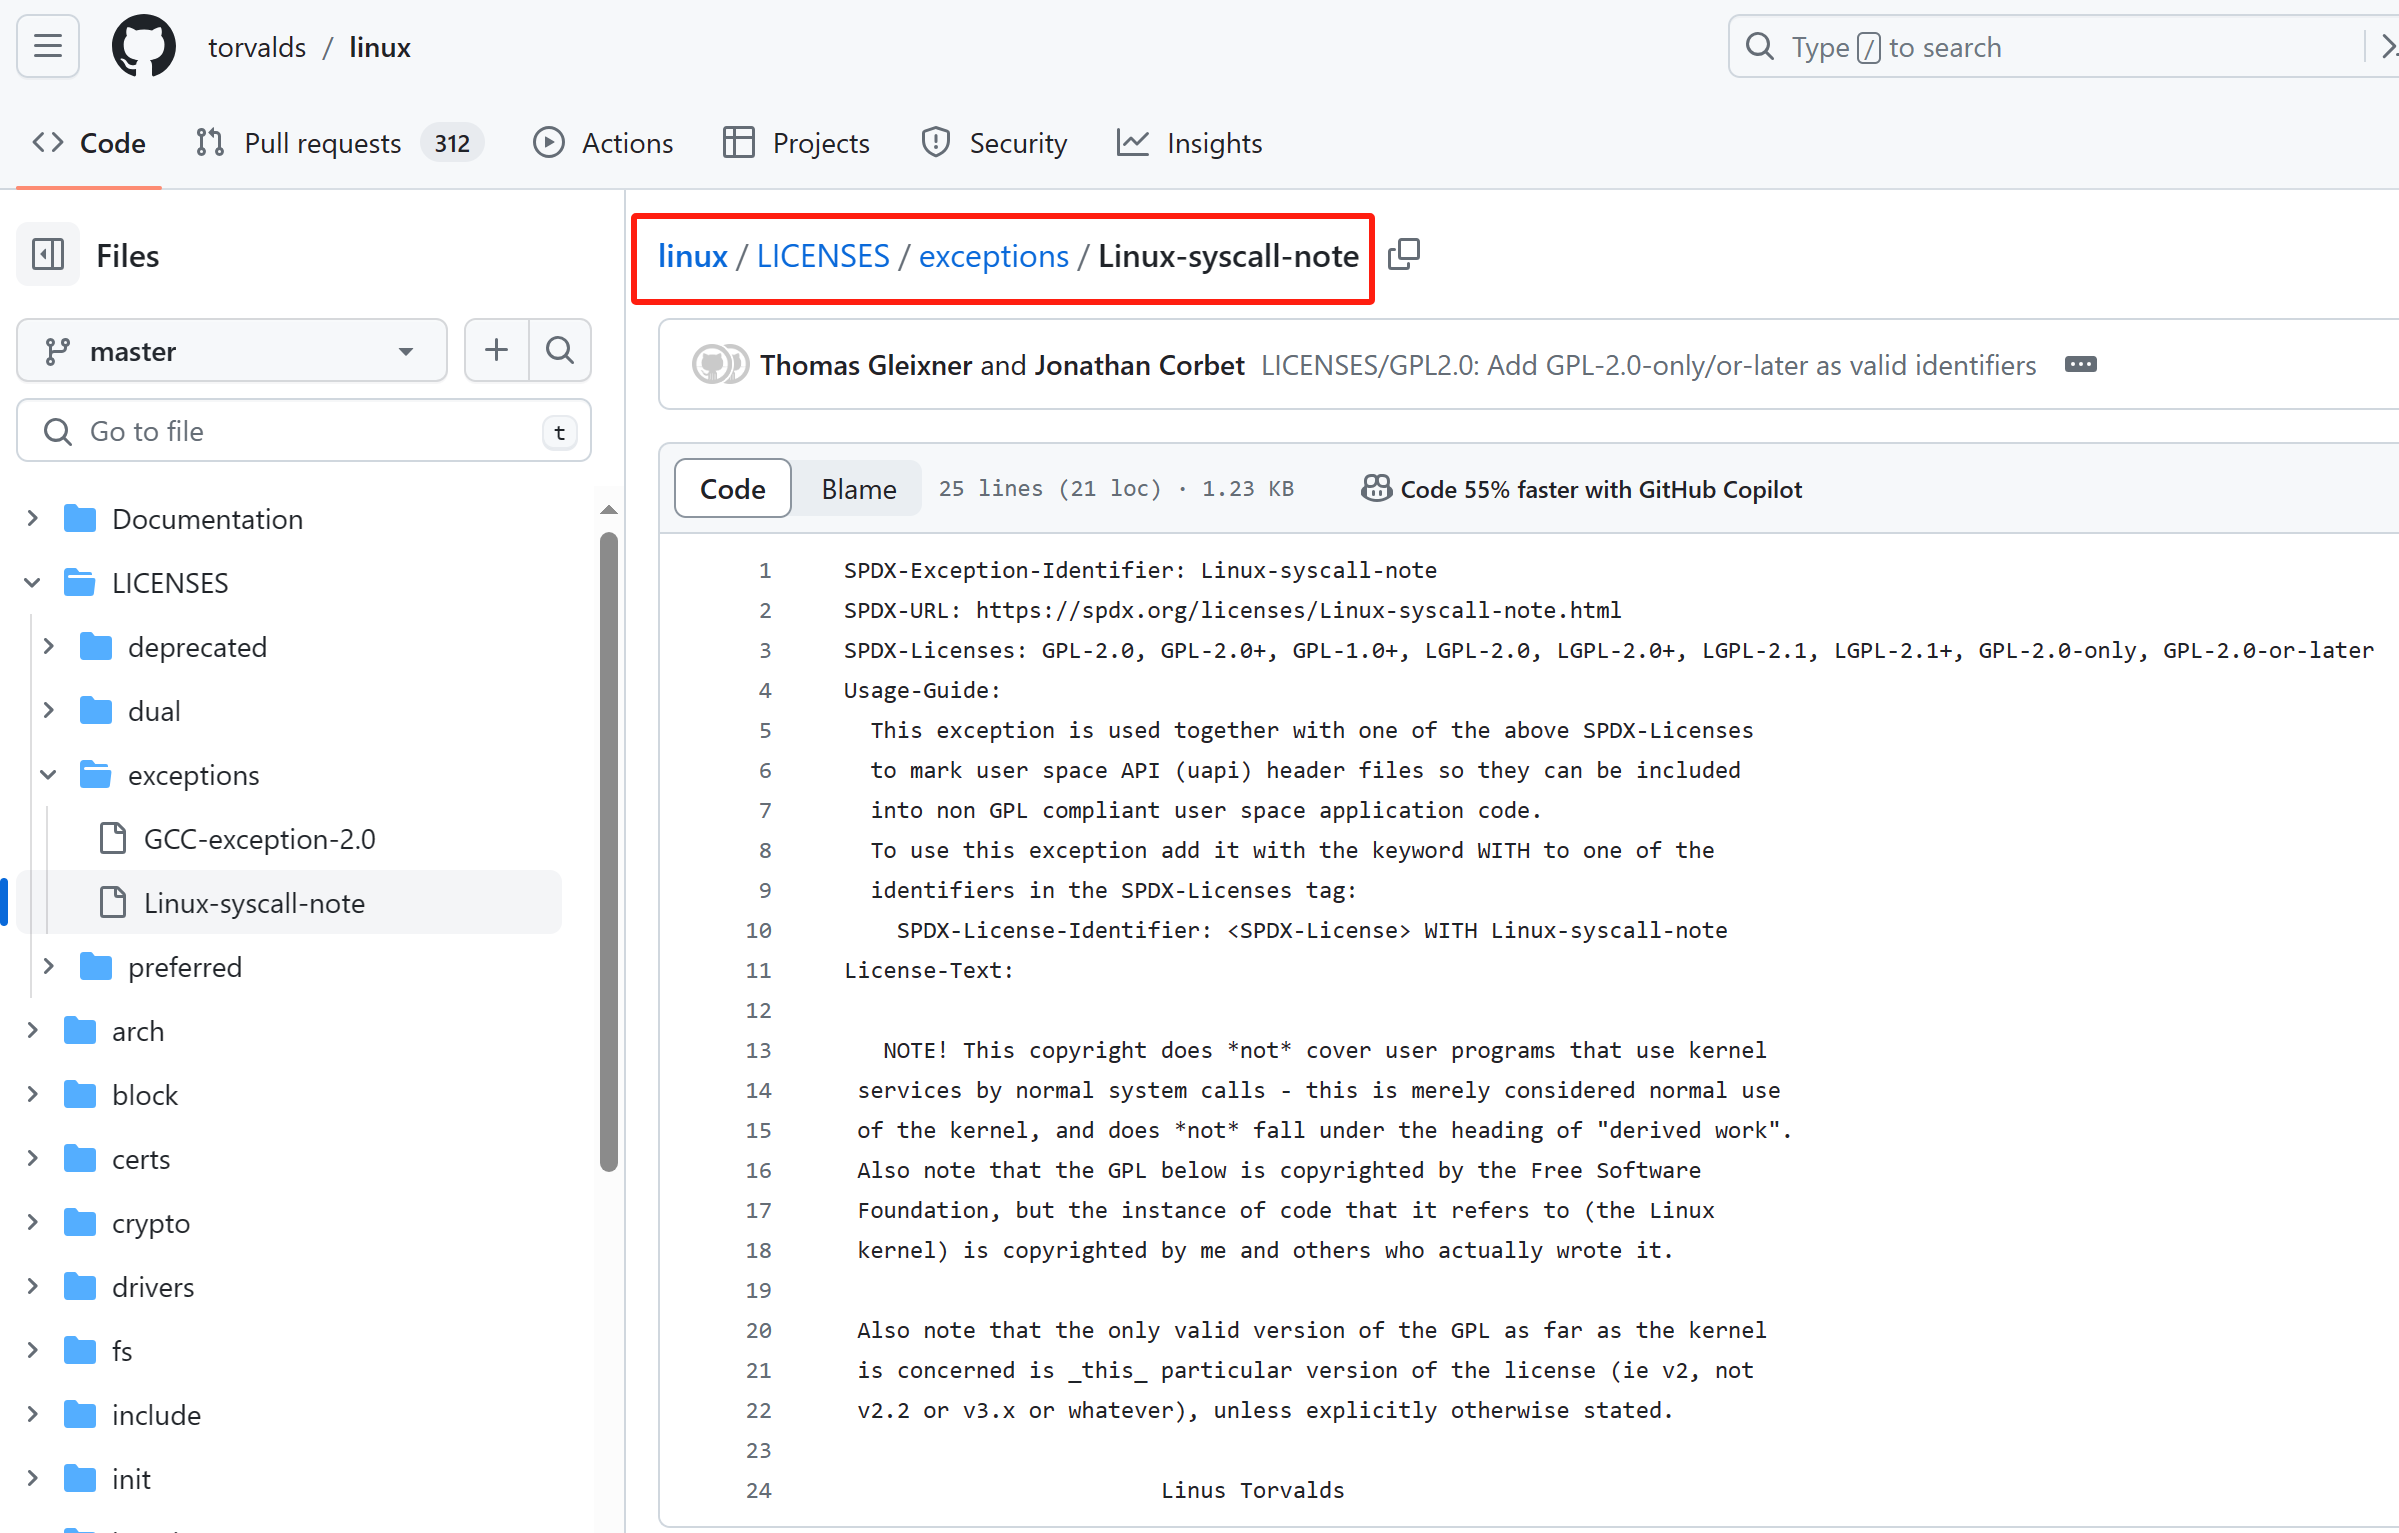 torvalds / linux
Type / to search
Code
Pull requests 312
Actions
Projects
Security
Insights
Files
master
Go to file
t
Documentation
LICENSES
deprecated
dual
exceptions
GCC-exception-2.0
Linux-syscall-note
preferred
arch
block
certs
crypto
drivers
fs
include
init
linux / LICENSES / exceptions / Linux-syscall-note
Thomas Gleixner and Jonathan Corbet LICENSES/GPL2.0: Add GPL-2.0-only/or-later as valid identifiers
Code Blame 25 lines (21 loc) · 1.23 KB Code 55% faster with GitHub Copilot
1 SPDX-Exception-Identifier: Linux-syscall-note
2 SPDX-URL: https://spdx.org/licenses/Linux-syscall-note.html
3 SPDX-Licenses: GPL-2.0, GPL-2.0+, GPL-1.0+, LGPL-2.0, LGPL-2.0+, LGPL-2.1, LGPL-2.1+, GPL-2.0-only, GPL-2.0-or-later
4 Usage-Guide:
5 This exception is used together with one of the above SPDX-Licenses
6 to mark user space API (uapi) header files so they can be included
7 into non GPL compliant user space application code.
8 To use this exception add it with the keyword WITH to one of the
9 identifiers in the SPDX-Licenses tag:
10 SPDX-License-Identifier: <SPDX-License> WITH Linux-syscall-note
11 License-Text:
12
13 NOTE! This copyright does *not* cover user programs that use kernel
14 services by normal system calls - this is merely considered normal use
15 of the kernel, and does *not* fall under the heading of "derived work".
16 Also note that the GPL below is copyrighted by the Free Software
17 Foundation, but the instance of code that it refers to (the Linux
18 kernel) is copyrighted by me and others who actually wrote it.
19
20 Also note that the only valid version of the GPL as far as the kernel
21 is concerned is _this_ particular version of the license (ie v2, not
22 v2.2 or v3.x or whatever), unless explicitly otherwise stated.
23
24 Linus Torvalds